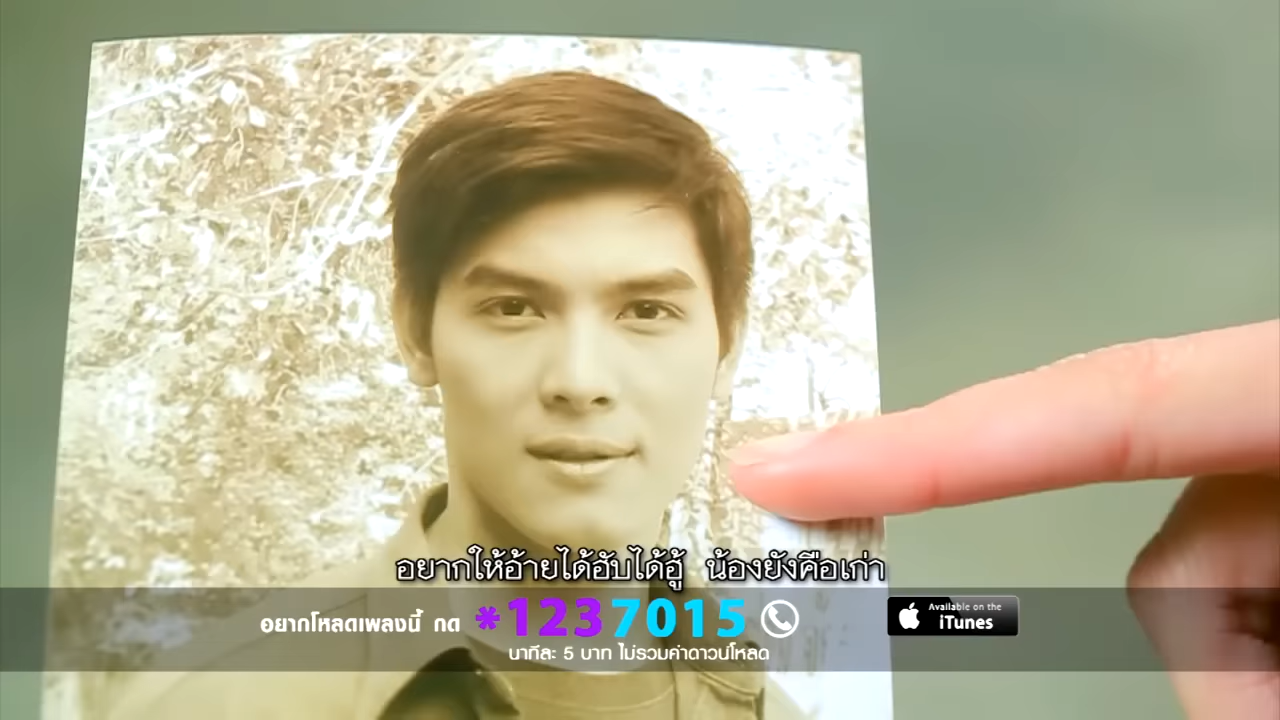 อยากให้อ้ายได้ฮับได้ฮู้ น้องยังคือเก่า
อยากโหลดเพลงนี้ กด *1237015
Available on the
iTunes
นาทีละ 5 บาท ไม่รวมค่าดาวน์โหลด